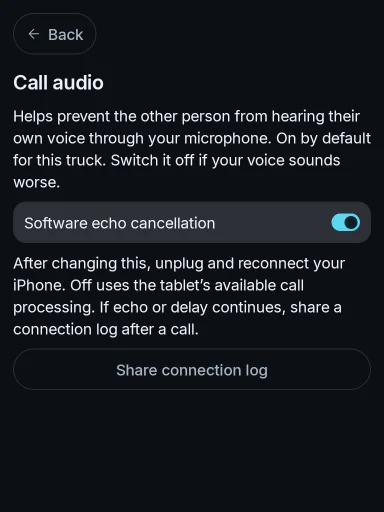 Back
Call audio
Helps prevent the other person from hearing their
own voice through your microphone. On by default
for this truck. Switch it off if your voice sounds
worse.
Software echo cancellation
After changing this, unplug and reconnect your
iPhone. Off uses the tablet’s available call
processing. If echo or delay continues, share a
connection log after a call.
Share connection log